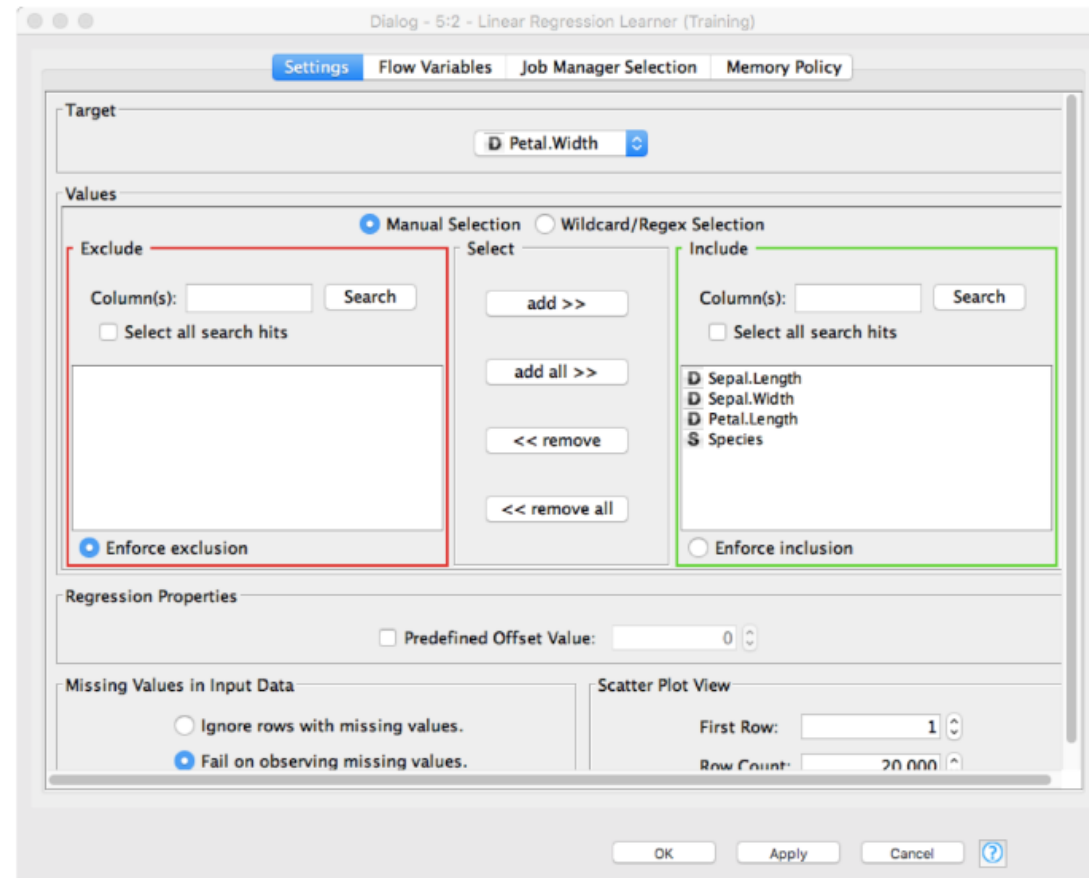 Dialog - 5:2 - Linear Regression Learner (Training)
Settings Flow Variables Job Manager Selection Memory Policy
Target
D Petal.Width
Values
Manual Selection Wildcard/Regex Selection
Exclude
Column(s): Search
Select all search hits
Enforce exclusion
Select
add >>
add all >>
<< remove
<< remove all
Include
Column(s): Search
Select all search hits
D Sepal.Length
D Sepal.Width
D Petal.Length
S Species
Enforce inclusion
Regression Properties
Predefined Offset Value: 0
Missing Values in Input Data
Ignore rows with missing values.
Fail on observing missing values.
Scatter Plot View
First Row: 1
Row Count: 20,000
OK Apply Cancel ?